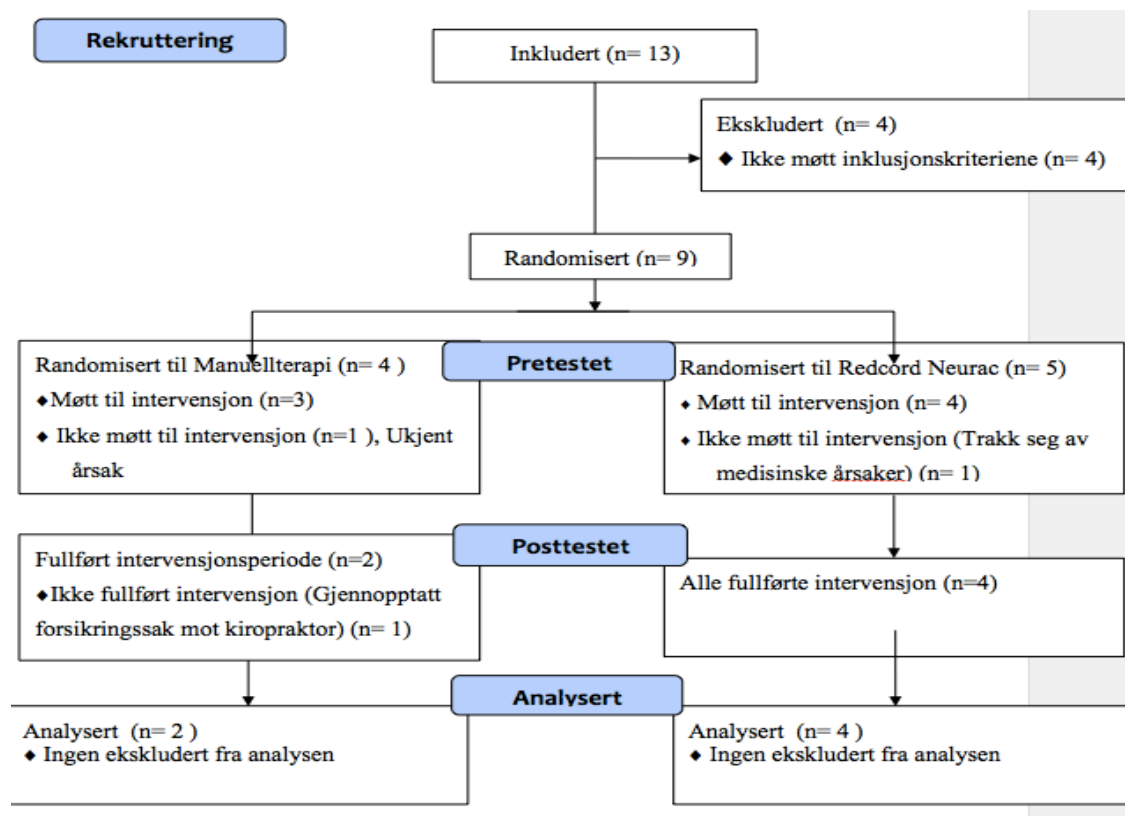 Rekruttering
Inkludert (n= 13)
Ekskludert (n= 4)
◆ Ikke møtt inklusjonskriteriene (n= 4)
Randomisert (n= 9)
Pretestet
Randomisert til Manuellterapi (n= 4 )
◆Møtt til intervensjon (n=3)
◆ Ikke møtt til intervensjon (n=1 ), Ukjent
årsak
Randomisert til Redcord Neurac (n= 5)
◆ Møtt til intervensjon (n= 4)
◆ Ikke møtt til intervensjon (Trakk seg av
medisinske årsaker) (n= 1)
Posttestet
Fullført intervensjonsperiode (n=2)
◆Ikke fullført intervensjon (Gjennopptatt
forsikringssak mot kiropraktor) (n= 1)
Alle fullførte intervensjon (n=4)
Analysert
Analysert (n= 2 )
◆ Ingen ekskludert fra analysen
Analysert (n= 4 )
◆ Ingen ekskludert fra analysen